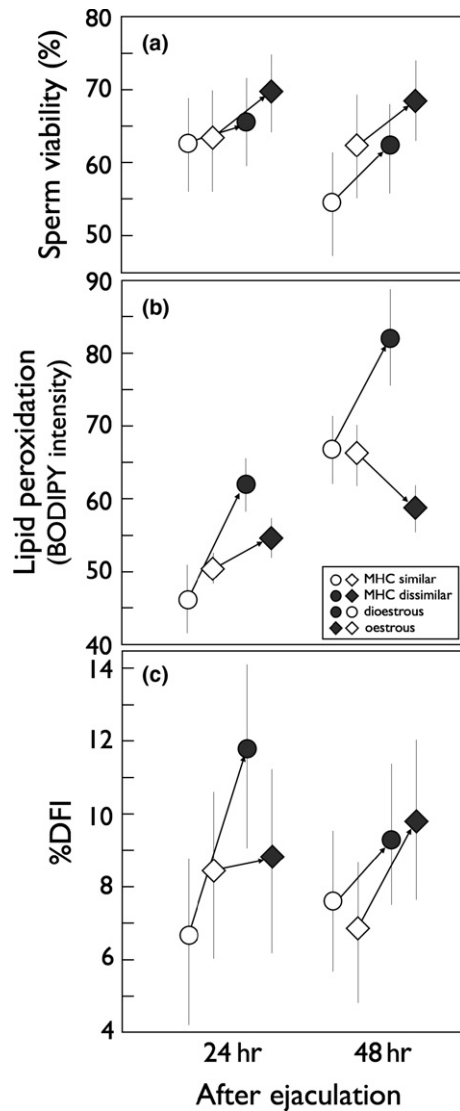 (a)
Sperm viability (%)
80
70
60
50
(b)
Lipid peroxidation
(BODIPY intensity)
90
80
70
60
50
40
MHC similar
MHC dissimilar
dioestrous
oestrous
(c)
%DFI
14
12
10
8
6
4
24 hr 48 hr
After ejaculation